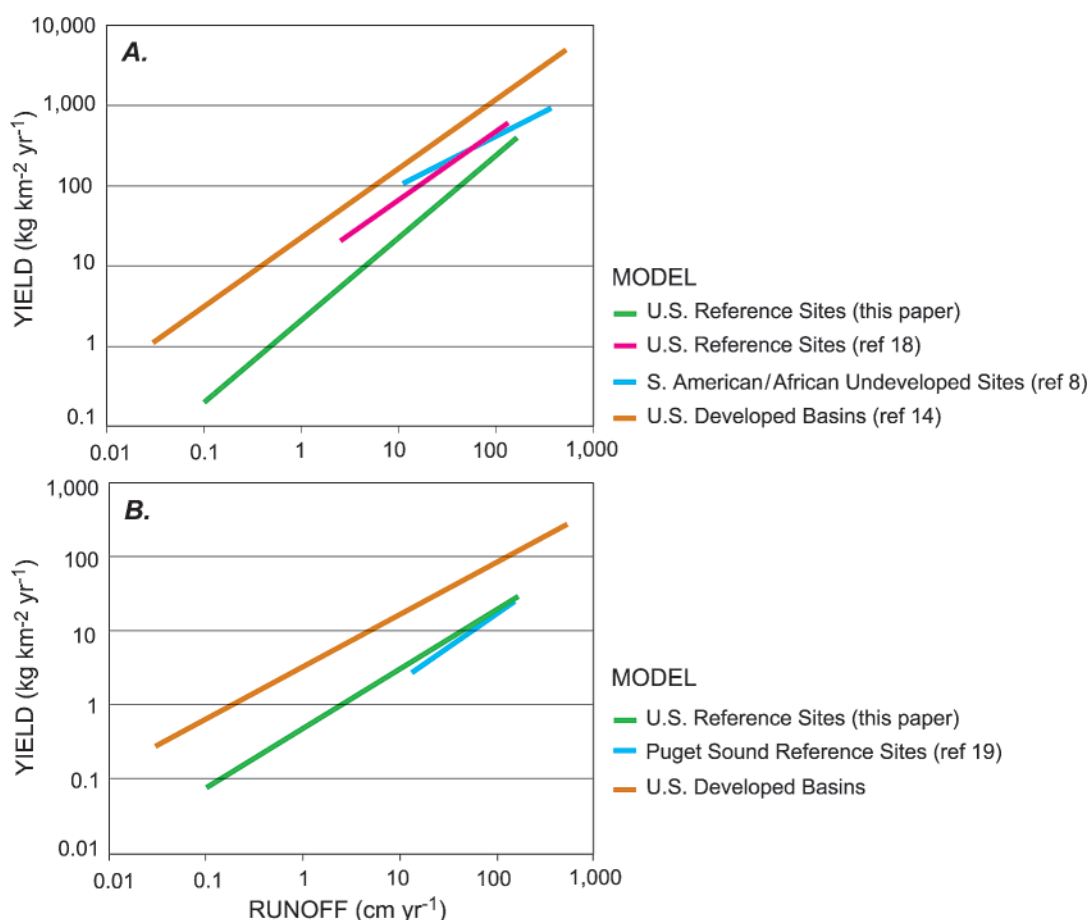 10,000
A.
1,000
100
10
1
0.1
YIELD (kg km-2 yr-1)
0.01 0.1 1 10 100 1,000
MODEL
U.S. Reference Sites (this paper)
U.S. Reference Sites (ref 18)
S. American/African Undeveloped Sites (ref 8)
U.S. Developed Basins (ref 14)
1,000
B.
100
10
1
0.1
0.01
YIELD (kg km-2 yr-1)
0.01 0.1 1 10 100 1,000
RUNOFF (cm yr-1)
MODEL
U.S. Reference Sites (this paper)
Puget Sound Reference Sites (ref 19)
U.S. Developed Basins